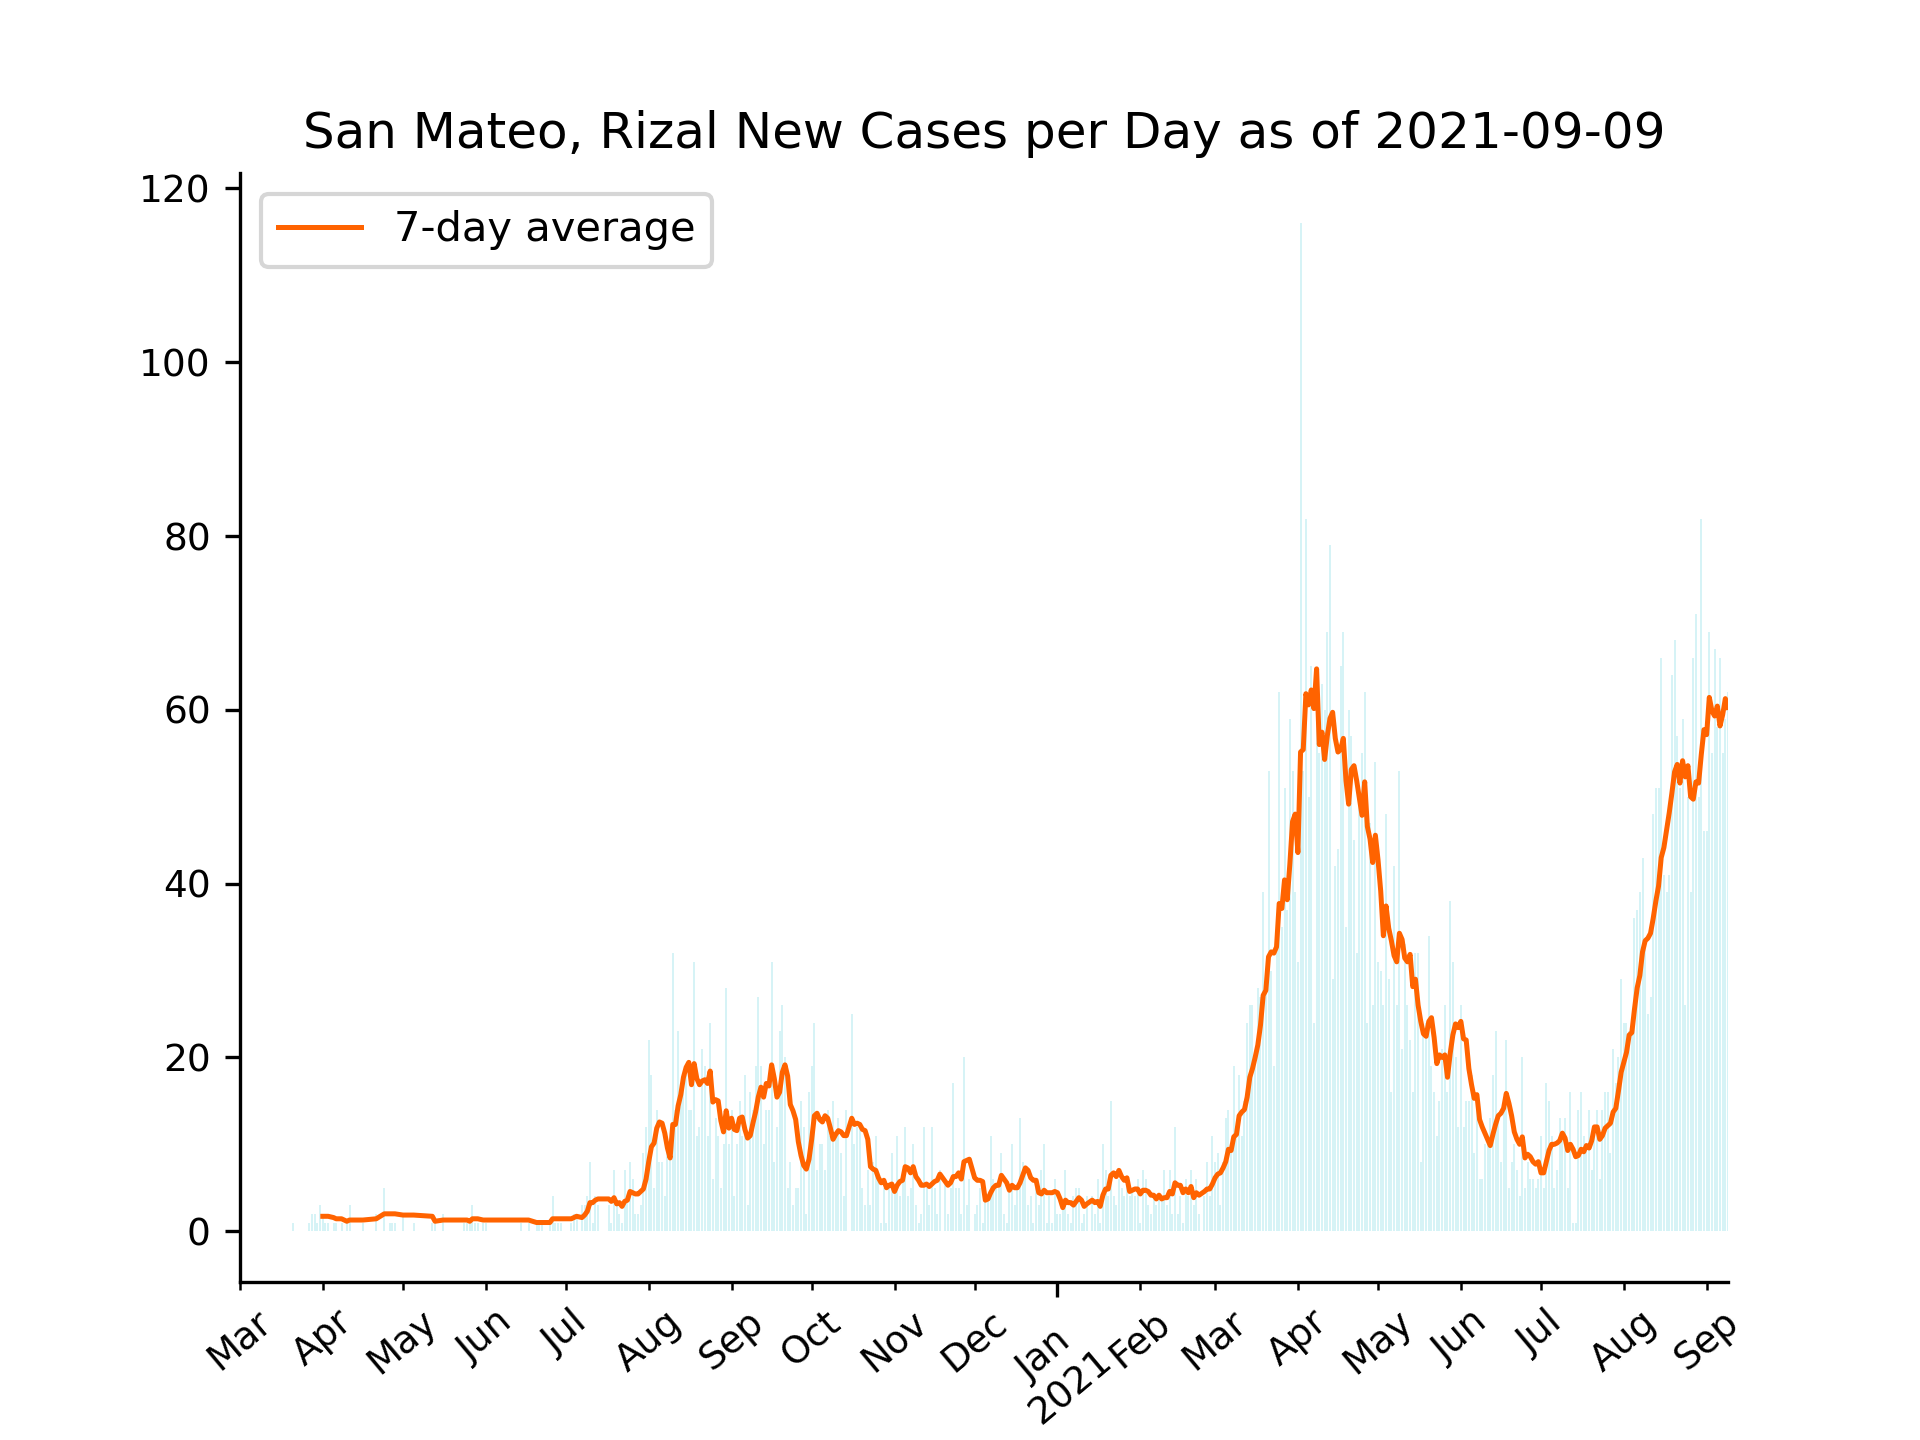 San Mateo, Rizal New Cases per Day as of 2021-09-09
7-day average
120
100
80
60
40
20
0
Mar
Apr
May
Jun
Jul
Aug
Sep
Oct
Nov
Dec
Jan
2021
Feb
Mar
Apr
May
Jun
Jul
Aug
Sep